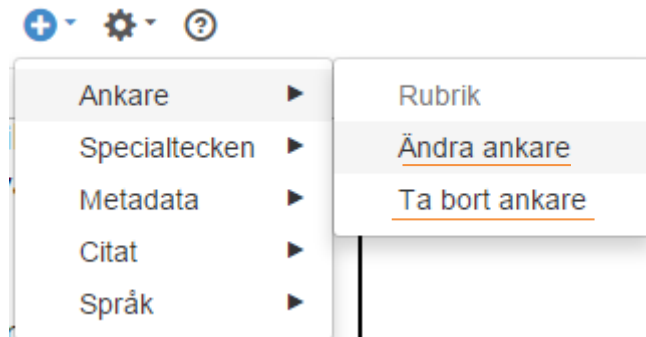 Ankare
Specialtecken
Metadata
Citat
Språk
Rubrik
Ändra ankare
Ta bort ankare